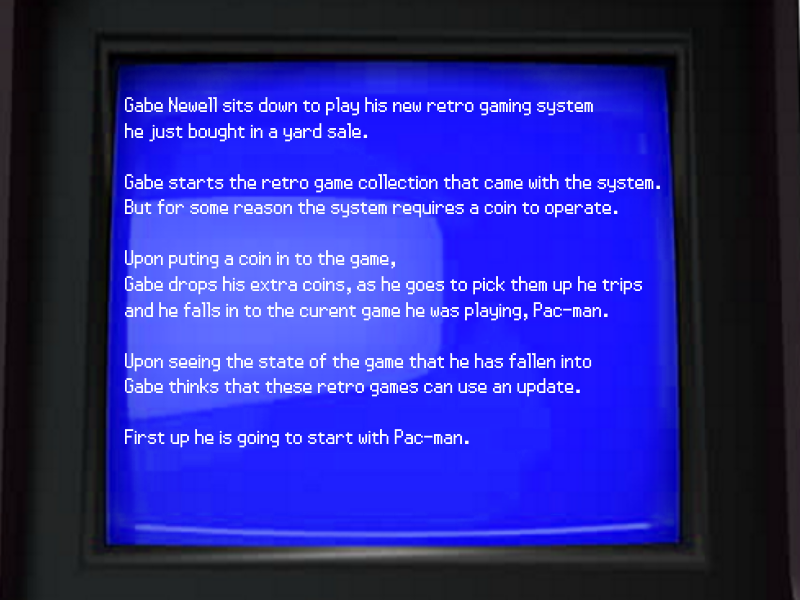 Gabe Newell sits down to play his new retro gaming system
he just bought in a yard sale.
Gabe starts the retro game collection that came with the system.
But for some reason the system requires a coin to operate.
Upon puting a coin in to the game,
Gabe drops his extra coins, as he goes to pick them up he trips
and he falls in to the curent game he was playing, Pac-man.
Upon seeing the state of the game that he has fallen into
Gabe thinks that these retro games can use an update.
First up he is going to start with Pac-man.